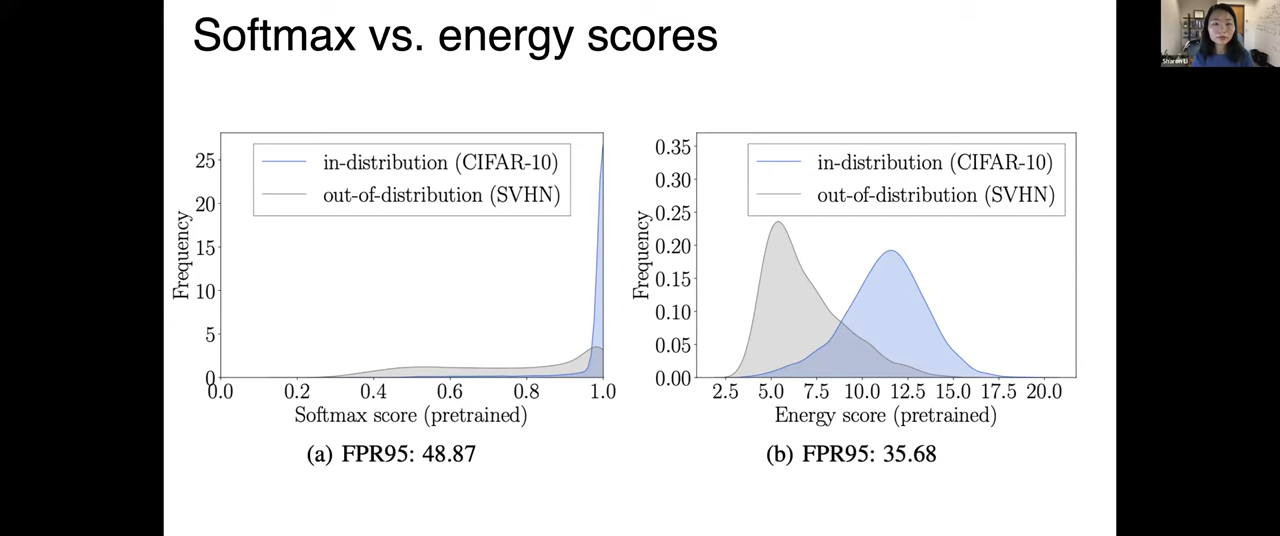 Softmax vs. energy scores
Sharon Li
in-distribution (CIFAR-10)
out-of-distribution (SVHN)
Frequency
25
20
15
10
5
0
0.0 0.2 0.4 0.6 0.8 1.0
Softmax score (pretrained)
(a) FPR95: 48.87
in-distribution (CIFAR-10)
out-of-distribution (SVHN)
Frequency
0.35
0.30
0.25
0.20
0.15
0.10
0.05
0.00
2.5 5.0 7.5 10.0 12.5 15.0 17.5 20.0
Energy score (pretrained)
(b) FPR95: 35.68